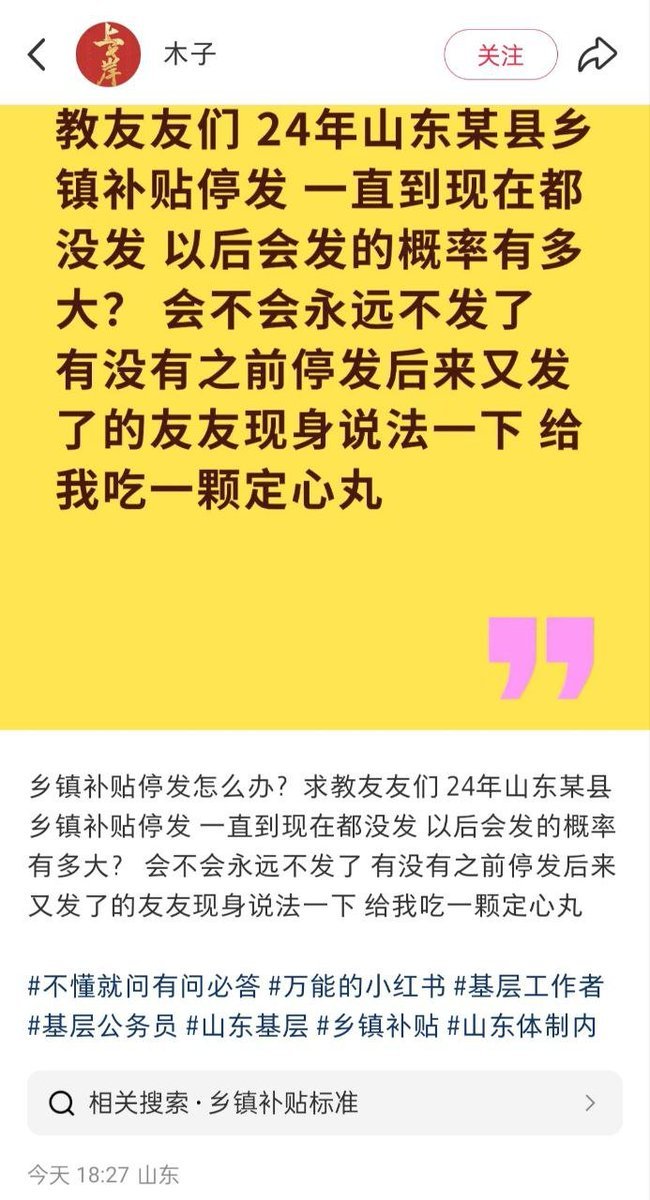 上岸
木子
关注
教友友们 24年山东某县乡
镇补贴停发 一直到现在都
没发 以后会发的概率有多
大? 会不会永远不发了
有没有之前停发后来又发
了的友友现身说法一下 给
我吃一颗定心丸
乡镇补贴停发怎么办? 求教友友们 24年山东某县
乡镇补贴停发 一直到现在都没发 以后会发的概率
有多大? 会不会永远不发了 有没有之前停发后来
又发了的友友现身说法一下 给我吃一颗定心丸
#不懂就问有问必答 #万能的小红书 #基层工作者
#基层公务员 #山东基层 #乡镇补贴 #山东体制内
相关搜索·乡镇补贴标准
今天 18:27 山东